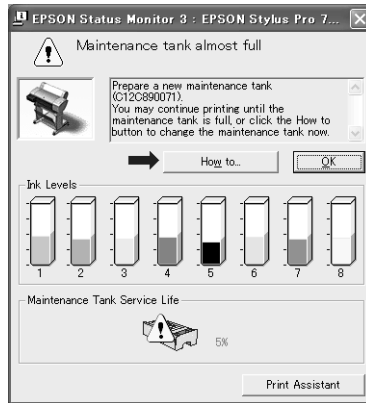 EPSON Status Monitor 3 : EPSON Stylus Pro 7...
Maintenance tank almost full
Prepare a new maintenance tank
(C12C890071).
You may continue printing until the
maintenance tank is full, or click the How to
button to change the maintenance tank now.
How to... OK
Ink Levels
1 2 3 4 5 6 7 8
Maintenance Tank Service Life
5%
Print Assistant